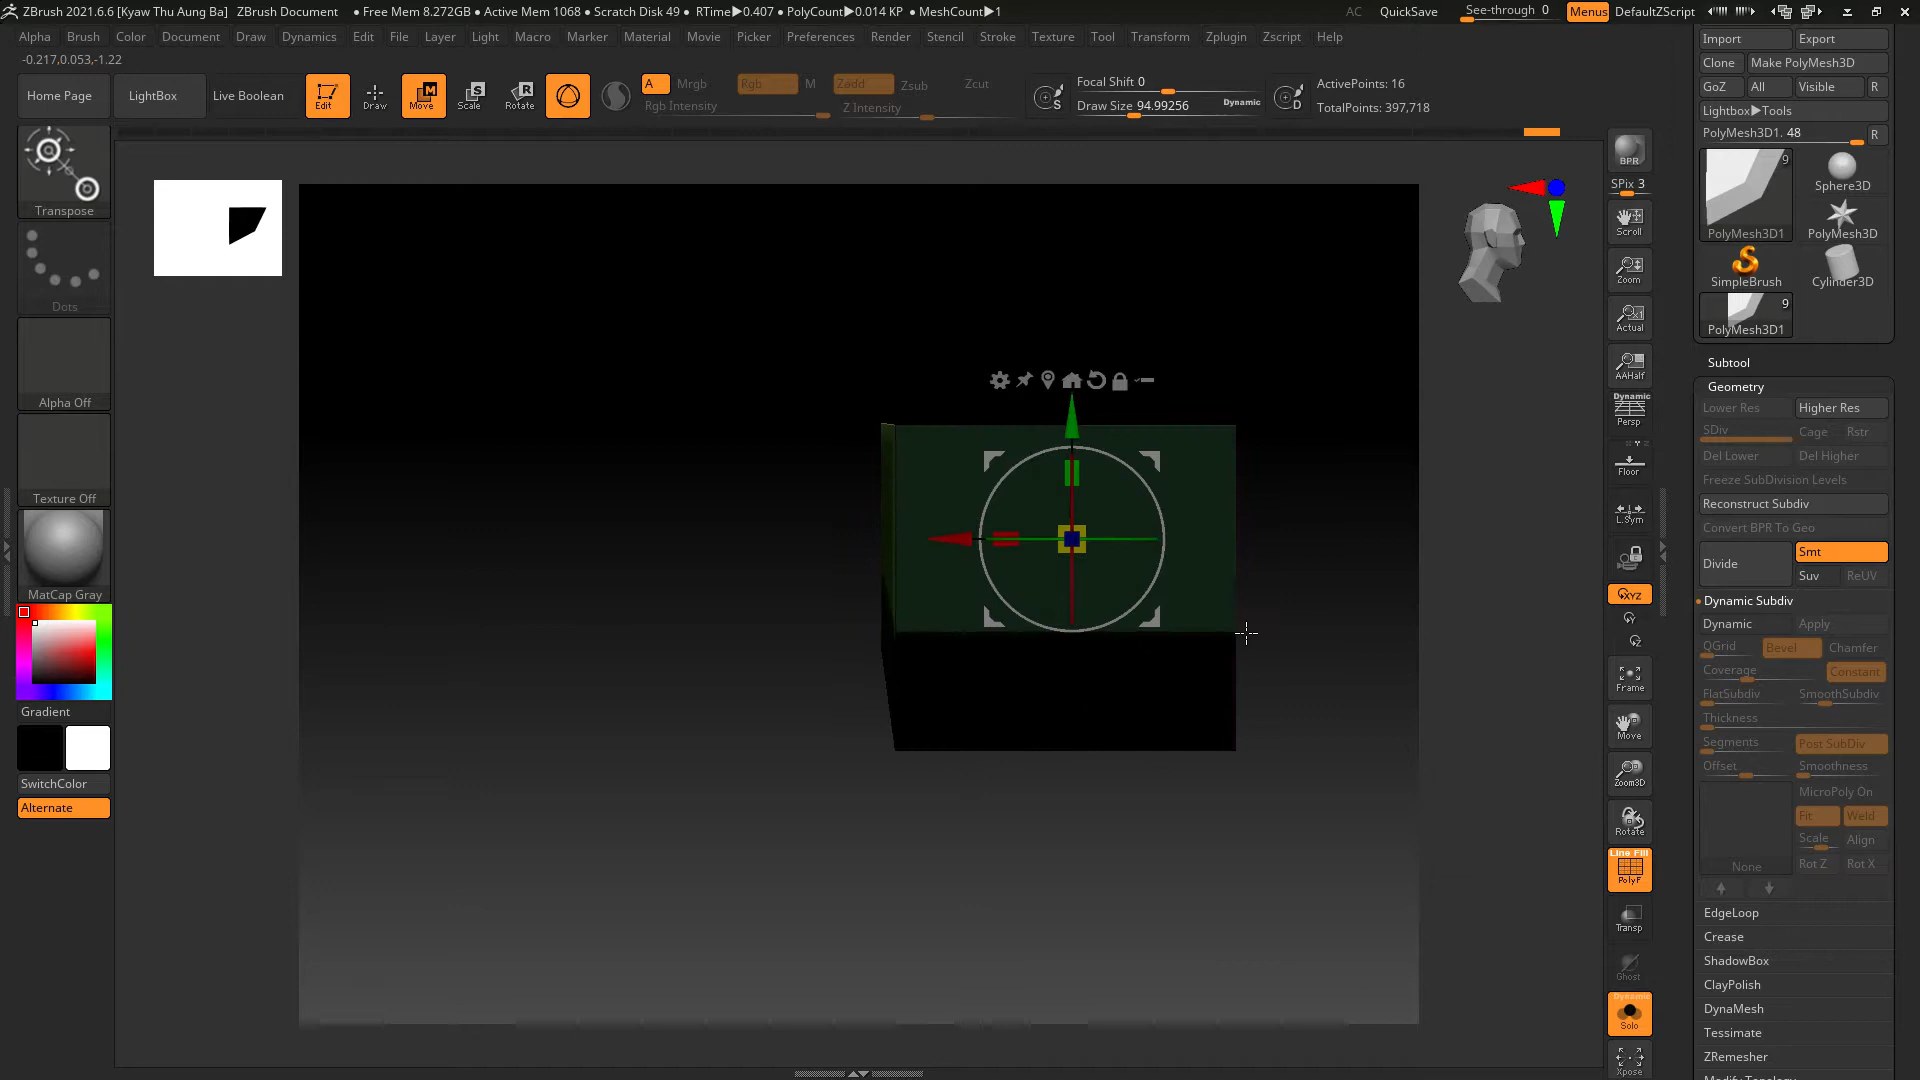 ZBrush 2021.6.6 [Kyaw Thu Aung Ba] ZBrush Document ● Free Mem 8.272GB ● Active Mem 1068 ● Scratch Disk 49 ● RTime▶0.407 ● PolyCount▶0.014 KP ● MeshCount▶1 AC QuickSave See-through 0 Menus DefaultZScript
Alpha Brush Color Document Draw Dynamics Edit File Layer Light Macro Marker Material Movie Picker Preferences Render Stencil Stroke Texture Tool Transform Zplugin Zscript Help
-0.217,0.053,-1.22
Home Page LightBox Live Boolean Edit Draw Move Scale Rotate
A Mrgb Rgb M Zadd Zsub Zcut
Rgb Intensity Z Intensity
S Focal Shift 0
Draw Size 94.99256 Dynamic D
ActivePoints: 16
TotalPoints: 397,718
Transpose
Dots
Alpha Off
Texture Off
MatCap Gray
Gradient
SwitchColor
Alternate
BPR
SPix 3
Scroll
Zoom
Actual
AAHalf
Dynamic
Persp
Floor
L.Sym
XYZ
Y
Z
Frame
Move
Zoom3D
Rotate
Line Fill
PolyF
Transp
Ghost
Dynamic
Solo
Xpose
Import Export
Clone Make PolyMesh3D
GoZ All Visible R
Lightbox▶Tools
PolyMesh3D1. 48 R
9
PolyMesh3D1
Sphere3D
PolyMesh3D
SimpleBrush Cylinder3D
9
PolyMesh3D1
Subtool
Geometry
Lower Res Higher Res
SDiv Cage Rstr
Del Lower Del Higher
Freeze SubDivision Levels
Reconstruct Subdiv
Convert BPR To Geo
Divide Smt
Suv ReUV
Dynamic Subdiv
Dynamic Apply
QGrid Bevel Chamfer
Coverage Constant
FlatSubdiv SmoothSubdiv
Thickness
Segments Post SubDiv
Offset Smoothness
MicroPoly On
Fit Weld
Scale Align
None Rot Z Rot X
EdgeLoop
Crease
ShadowBox
ClayPolish
DynaMesh
Tessimate
ZRemesher
Modify Topology